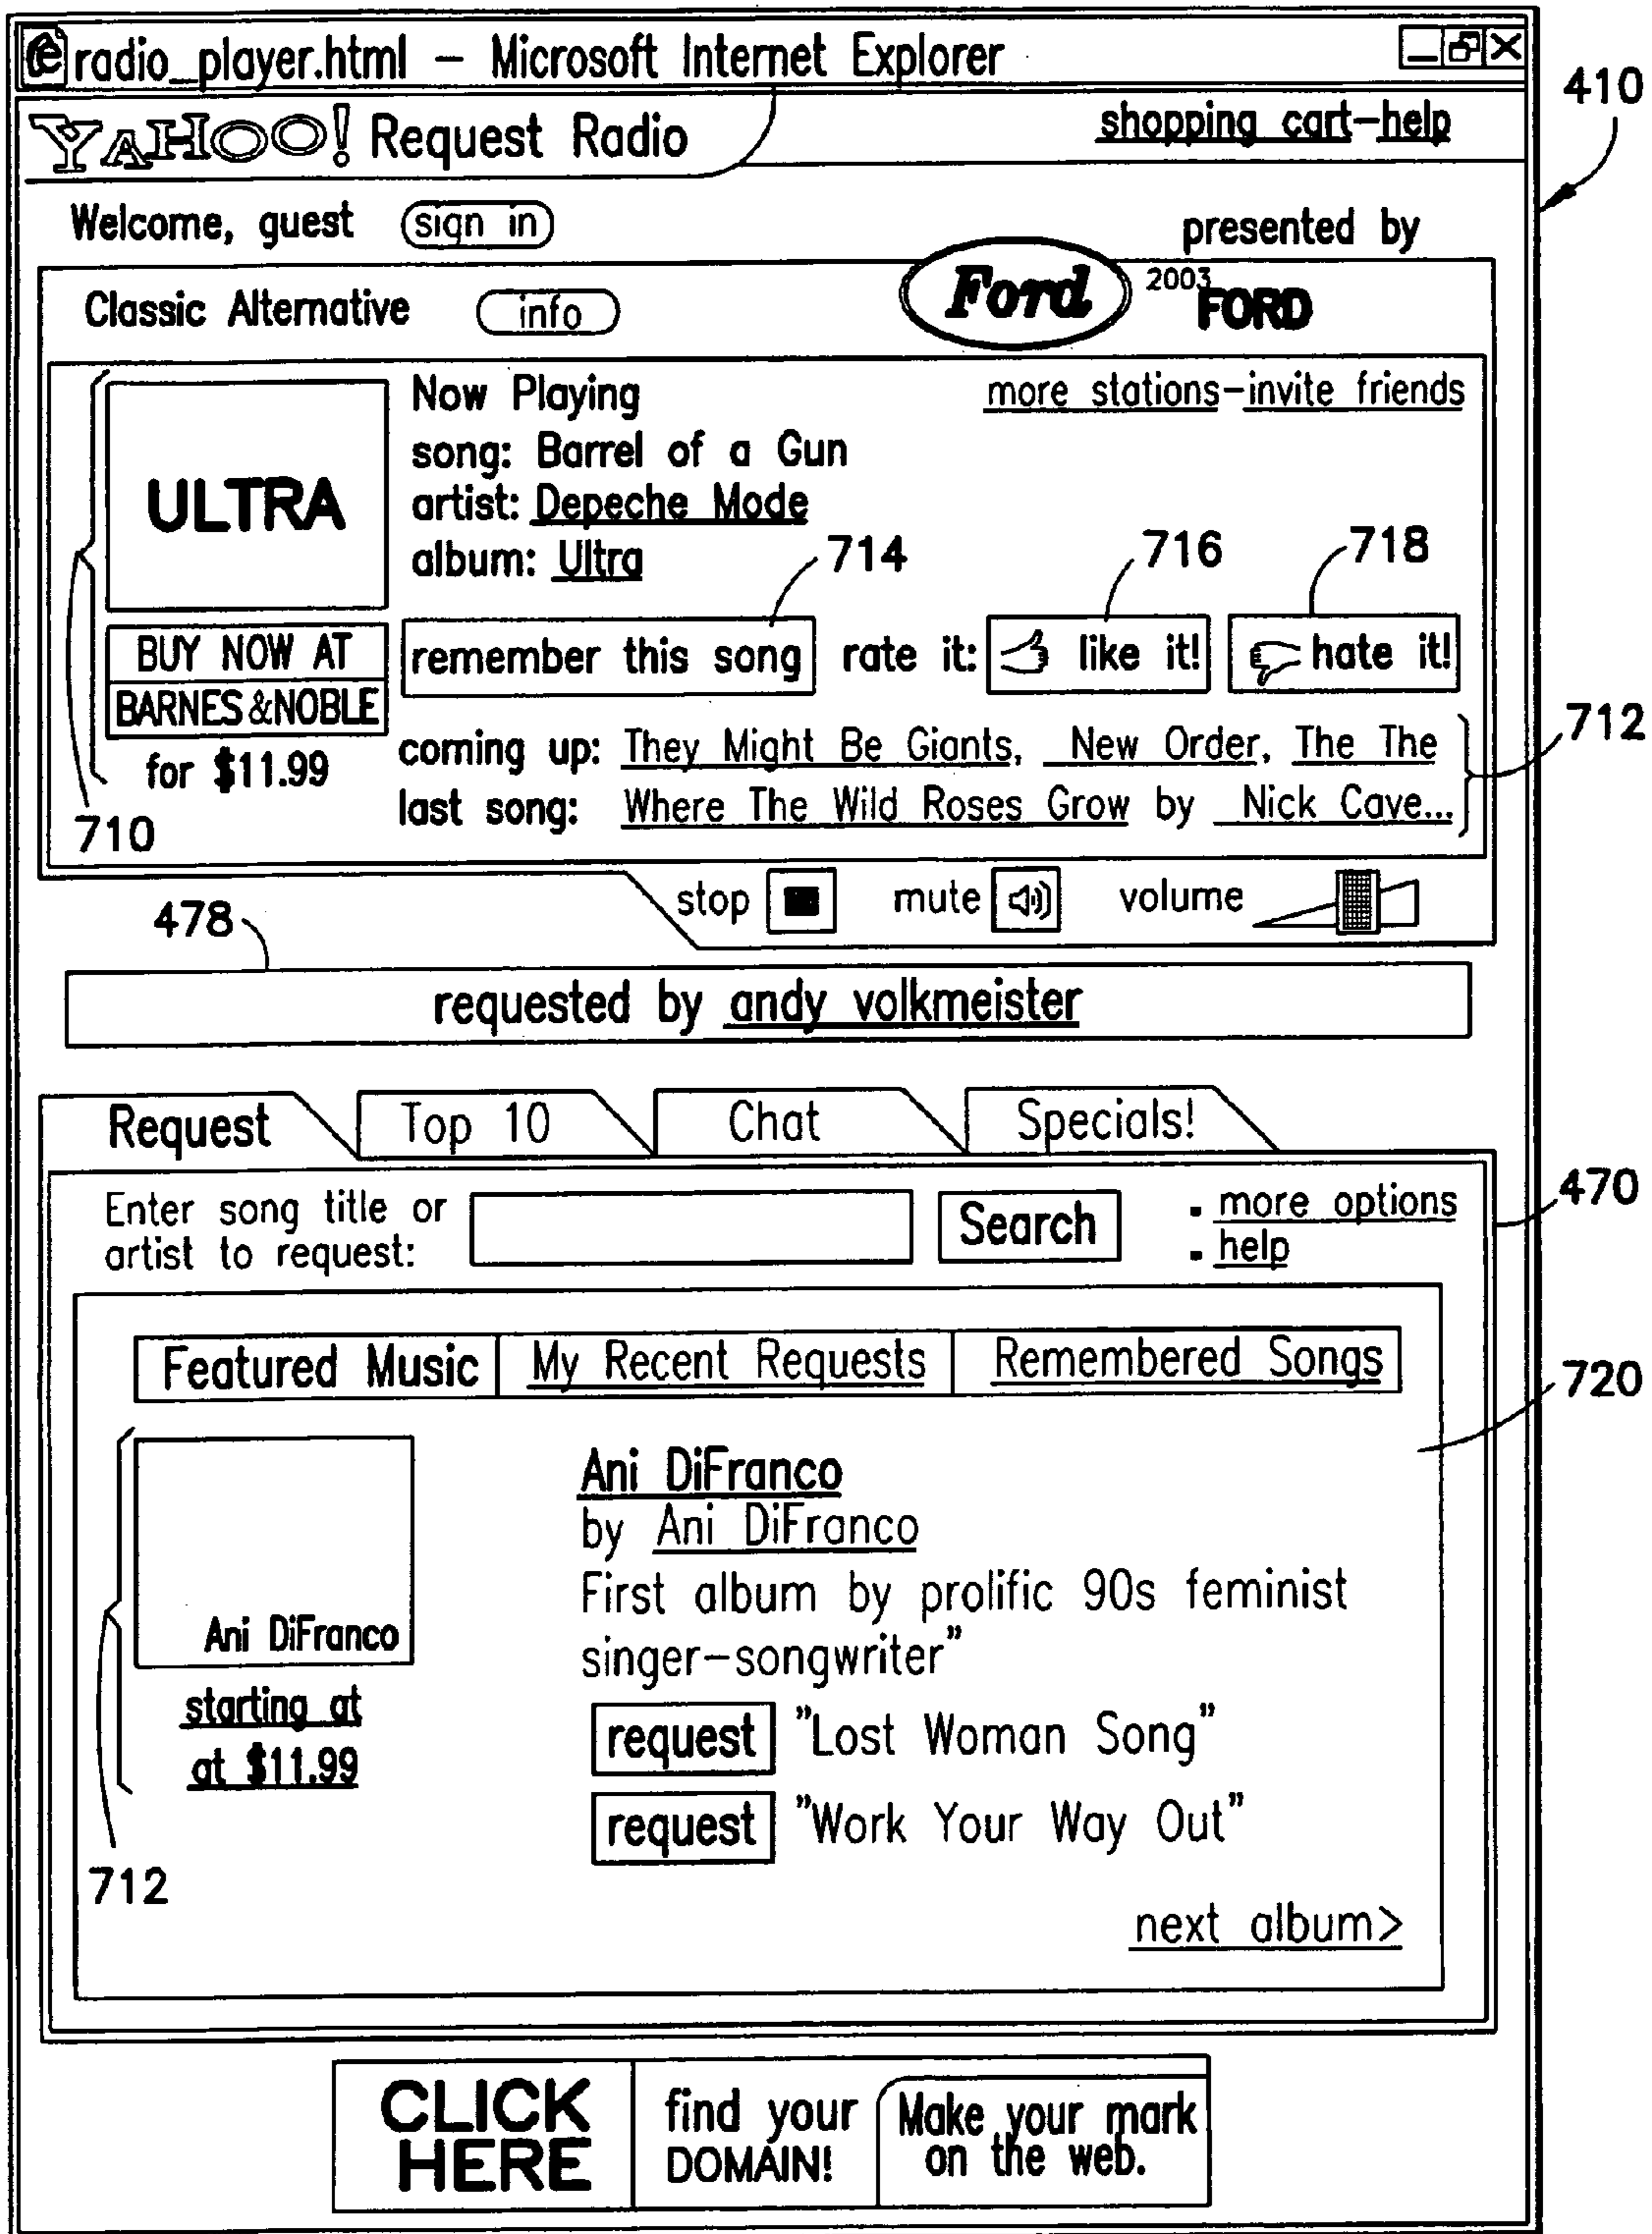 radio_player.html – Microsoft Internet Explorer
410
YAHOO! Request Radio
shopping cart-help
Welcome, guest sign in
presented by
Classic Alternative info
Ford 2003 FORD
Now Playing
more stations-invite friends
ULTRA
song: Barrel of a Gun
artist: Depeche Mode
album: Ultra
714
716
718
BUY NOW AT
BARNES&NOBLE
for $11.99
710
remember this song rate it: like it! hate it!
712
coming up: They Might Be Giants, New Order, The The
last song: Where The Wild Roses Grow by Nick Cave...
stop mute volume
478
requested by andy volkmeister
Request Top 10 Chat Specials!
470
Enter song title or
artist to request:
Search
▪ more options
▪ help
Featured Music My Recent Requests Remembered Songs
720
Ani DiFranco
starting at
at $11.99
712
Ani DiFranco
by Ani DiFranco
First album by prolific 90s feminist
singer-songwriter”
request ”Lost Woman Song”
request ”Work Your Way Out”
next album>
CLICK
HERE
find your
DOMAIN!
Make your mark
on the web.